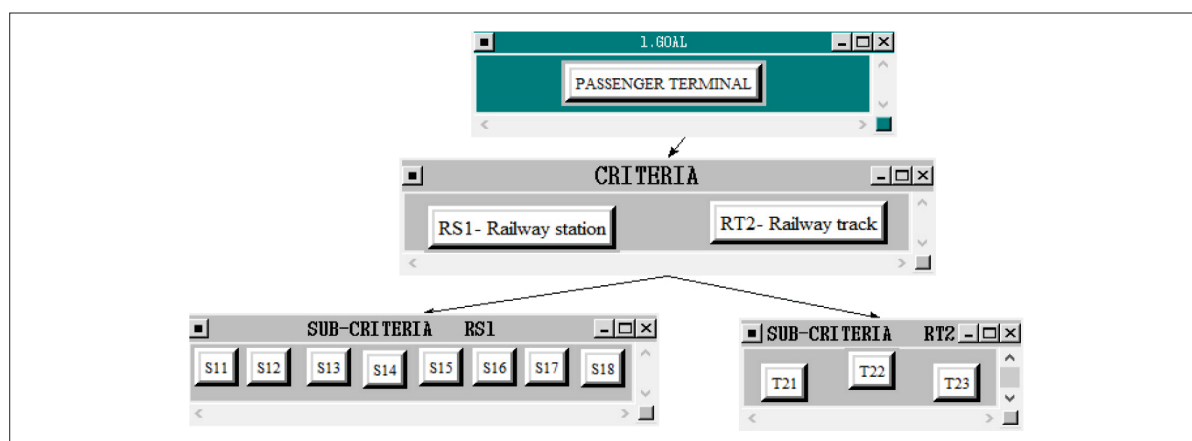 1.GOAL
PASSENGER TERMINAL
CRITERIA
RS1- Railway station
RT2- Railway track
SUB-CRITERIA RS1
S11 S12 S13 S14 S15 S16 S17 S18
SUB-CRITERIA RT2
T21 T22 T23